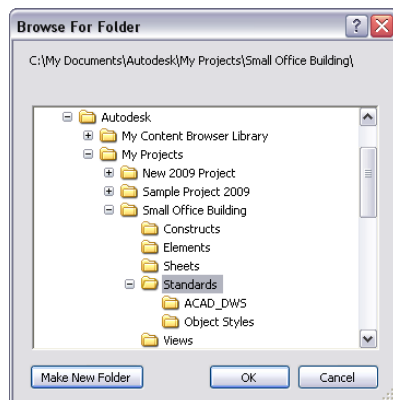 Browse For Folder
C:\My Documents\Autodesk\My Projects\Small Office Building\
Autodesk
My Content Browser Library
My Projects
New 2009 Project
Sample Project 2009
Small Office Building
Constructs
Elements
Sheets
Standards
ACAD_DWS
Object Styles
Views
Make New Folder OK Cancel